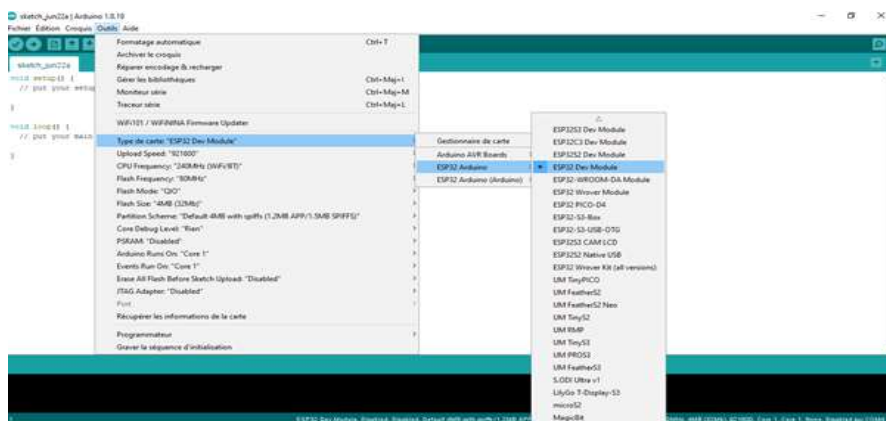 sketch_jun22a | Arduino 1.8.19
Fichier Edition Croquis Outils Aide
sketch_jun22a
void setup() {
// put your setup
}
void loop() {
// put your main
}
Formatage automatique Ctrl+T
Archiver le croquis
Réparer encodage & recharger
Gérer les bibliothèques Ctrl+Maj+I
Moniteur série Ctrl+Maj+M
Traceur série Ctrl+Maj+L
WiFi101 / WiFiNINA Firmware Updater
Type de carte: "ESP32 Dev Module"
Upload Speed: "921600"
CPU Frequency: "240MHz (WiFi/BT)"
Flash Frequency: "80MHz"
Flash Mode: "QIO"
Flash Size: "4MB (32Mb)"
Partition Scheme: "Default 4MB with spiffs (1.2MB APP/1.5MB SPIFFS)"
Core Debug Level: "Rien"
PSRAM: "Disabled"
Arduino Runs On: "Core 1"
Events Run On: "Core 1"
Erase All Flash Before Sketch Upload: "Disabled"
JTAG Adapter: "Disabled"
Port
Récupérer les informations de la carte
Programmateur
Graver la séquence d'initialisation
Gestionnaire de carte
Arduino AVR Boards
ESP32 Arduino
ESP32 Arduino (Arduino)
ESP32S3 Dev Module
ESP32C3 Dev Module
ESP32S2 Dev Module
ESP32 Dev Module
ESP32-WROOM-DA Module
ESP32 Wrover Module
ESP32 PICO-D4
ESP32-S3-Box
ESP32-S3-USB-OTG
ESP32S3 CAM LCD
ESP32S2 Native USB
ESP32 Wrover Kit (all versions)
UM TinyPICO
UM FeatherS2
UM FeatherS2 Neo
UM TinyS2
UM RMP
UM TinyS3
UM PROS3
UM FeatherS3
S.ODI Ultra v1
LilyGo T-Display-S3
microS2
MagicBit